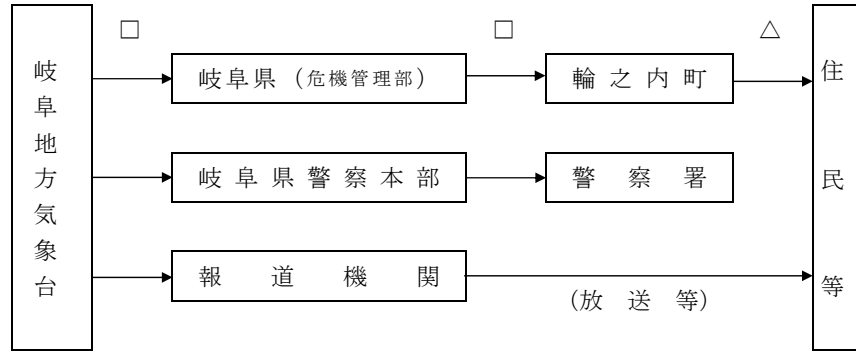 □ □ △
岐阜地方気象台
岐阜県（危機管理部）
輪之内町
住民等
岐阜県警察本部
警察署
報道機関
（放送等）